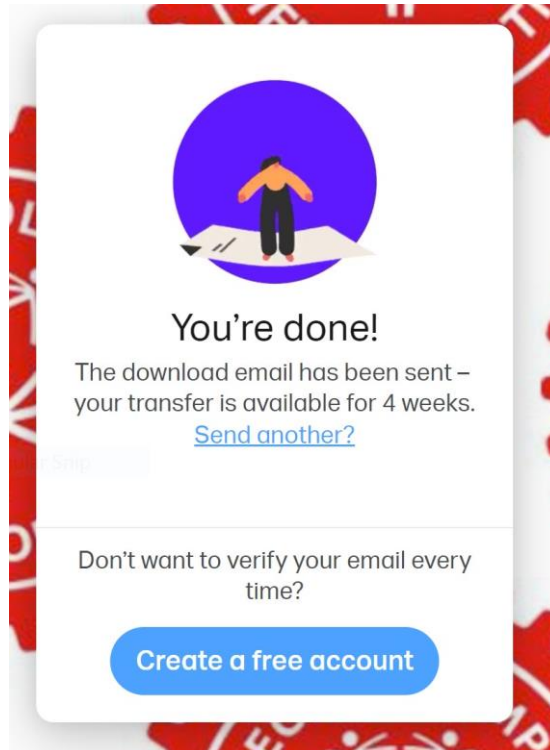 You're done!
The download email has been sent –
your transfer is available for 4 weeks.
Send another?
Don't want to verify your email every
time?
Create a free account